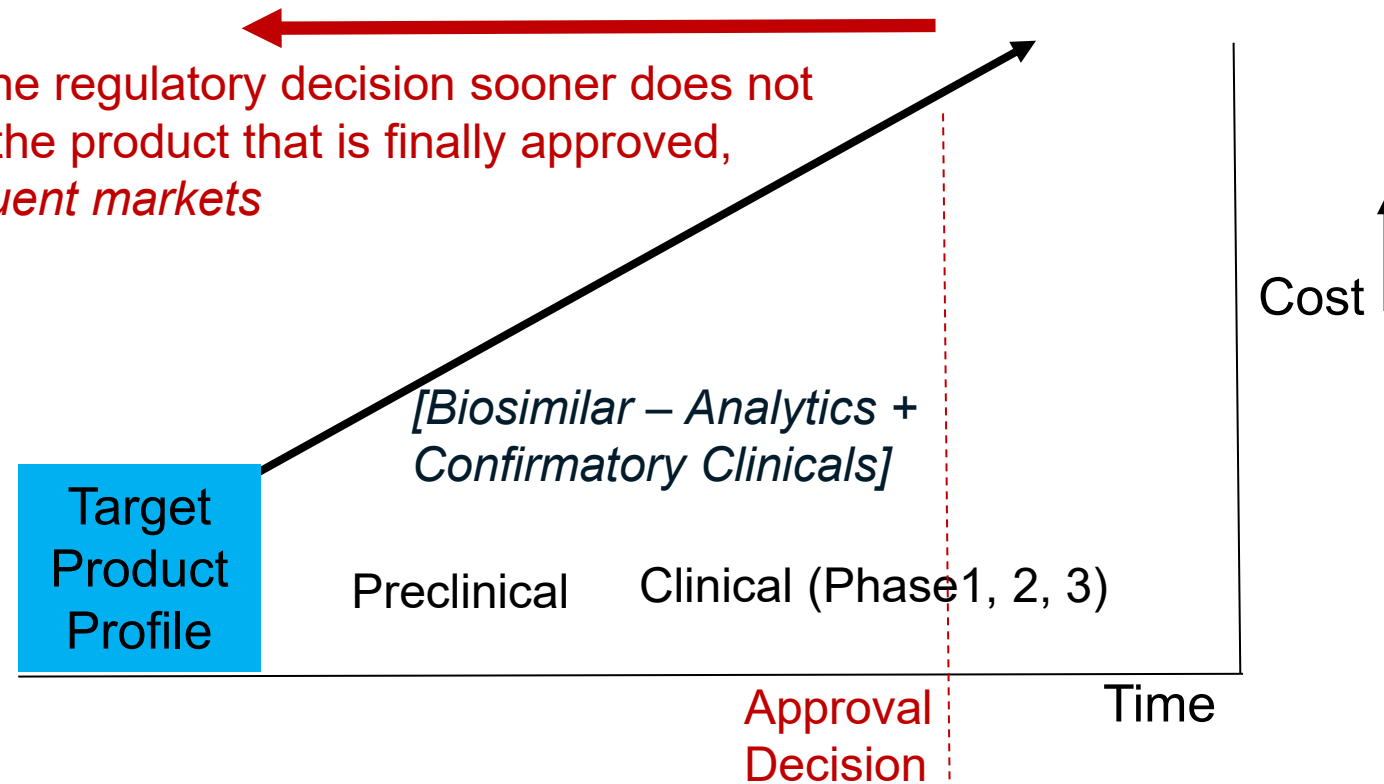 he regulatory decision sooner does not
the product that is finally approved,
uent markets
Cost
[Biosimilar – Analytics +
Confirmatory Clinicals]
Target
Product
Profile
Preclinical
Clinical (Phase1, 2, 3)
Approval
Decision
Time